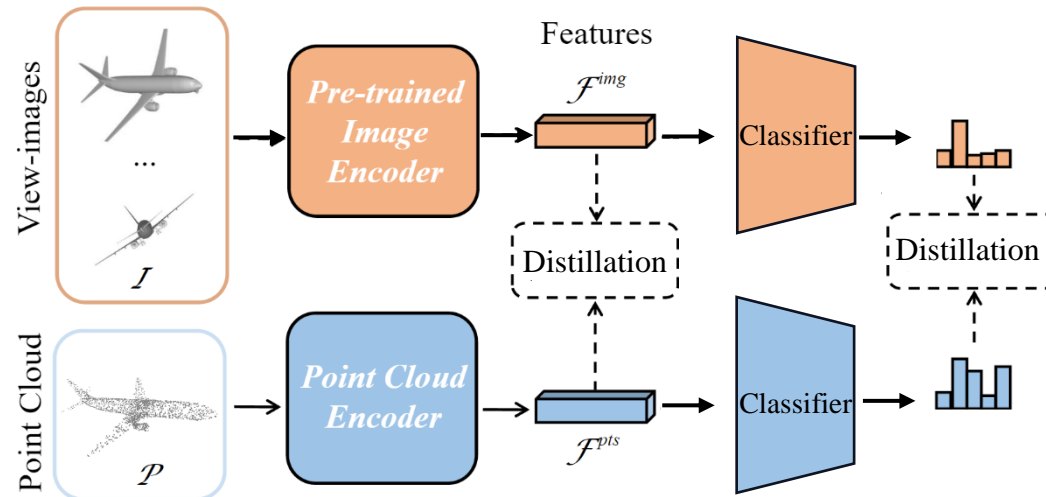 View-images
...
I
Pre-trained
Image
Encoder
Features
F^img
Classifier
Distillation
Distillation
Point Cloud
P
Point Cloud
Encoder
F^pts
Classifier